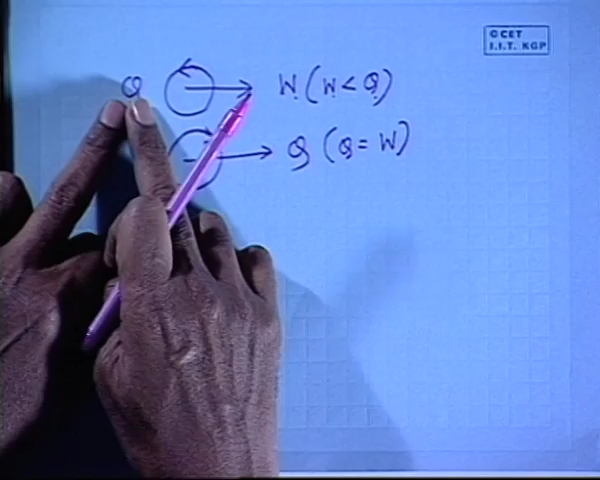 © CET
I.I.T. KGP
Q W (W < Q)
Q (Q = W)